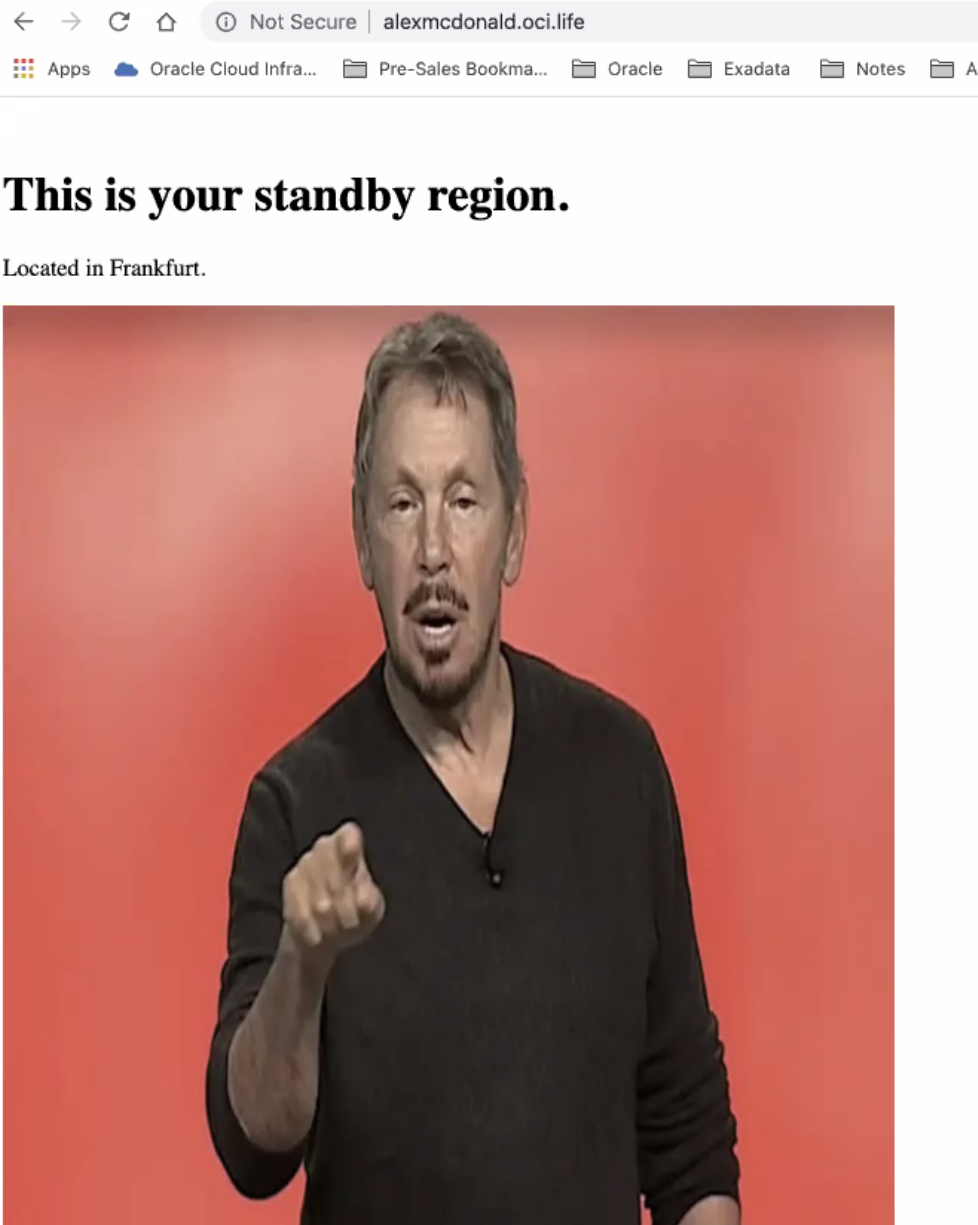 Not Secure | alexmcdonald.oci.life
Apps Oracle Cloud Infra... Pre-Sales Bookma... Oracle Exadata Notes A
This is your standby region.
Located in Frankfurt.